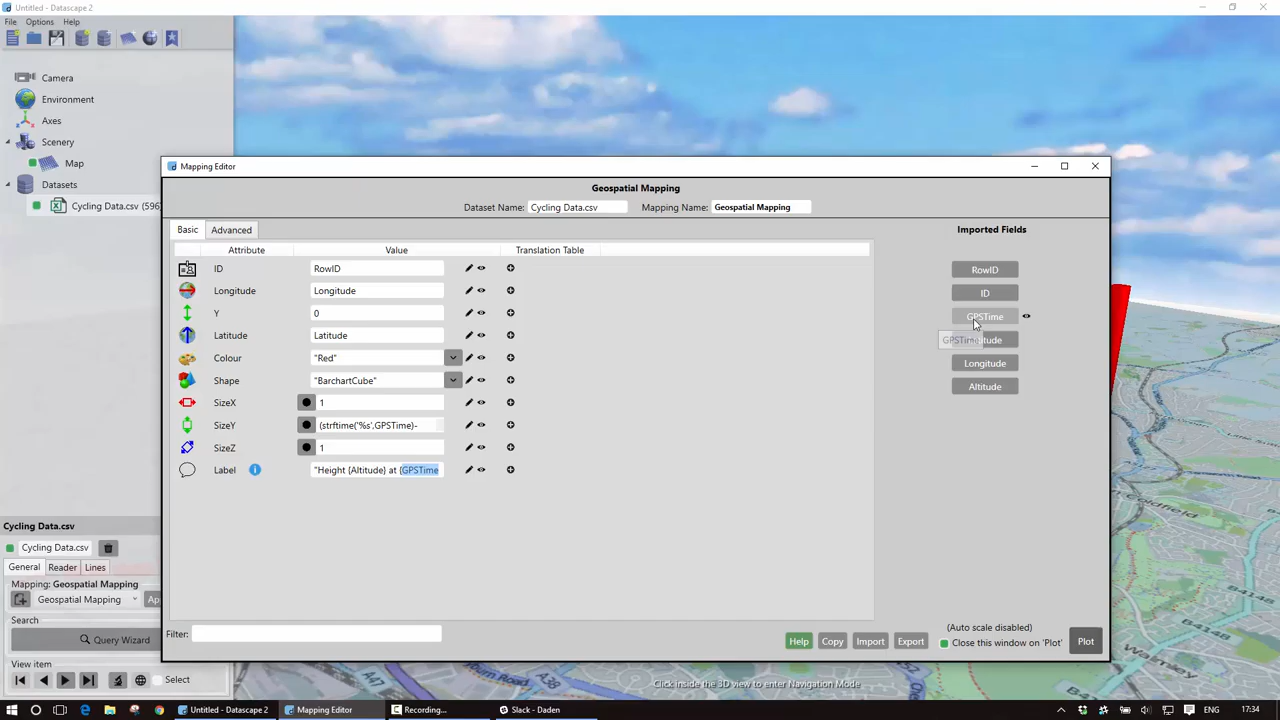 Untitled - Datascape 2
File Options Help
Camera
Environment
Axes
Scenery
Map
Datasets
Cycling Data.csv (596
Mapping Editor
Geospatial Mapping
Dataset Name: Cycling Data.csv Mapping Name: Geospatial Mapping
Basic Advanced
Imported Fields
Attribute Value Translation Table
ID RowID
Longitude Longitude
Y 0
Latitude Latitude
Colour "Red"
Shape "BarchartCube"
SizeX 1
SizeY (strftime('%s',GPSTime)-
SizeZ 1
Label "Height {Altitude} at {GPSTime
RowID
ID
GPSTime
GPSTime
Longitude
Altitude
Filter:
Help Copy Import Export
(Auto scale disabled)
Close this window on 'Plot'
Plot
Cycling Data.csv
Cycling Data.csv
General Reader Lines
Mapping: Geospatial Mapping
Geospatial Mapping Ap
Search
Query Wizard
View item
Select
Click inside the 3D view to enter Navigation Mode
Coldfield
B4148
B4148
B4151
A447
Untitled - Datascape 2 Mapping Editor Recording... Slack - Daden
ENG 17:34